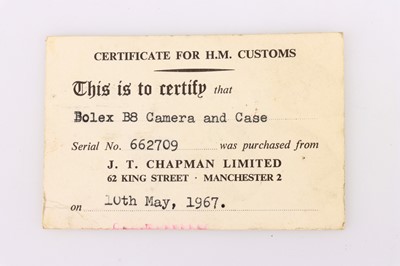 CERTIFICATE FOR H.M. CUSTOMS
This is to certify that
Bolex B8 Camera and Case
Serial No. 662709 was purchased from
J. T. CHAPMAN LIMITED
62 KING STREET · MANCHESTER 2
on 10th May, 1967.